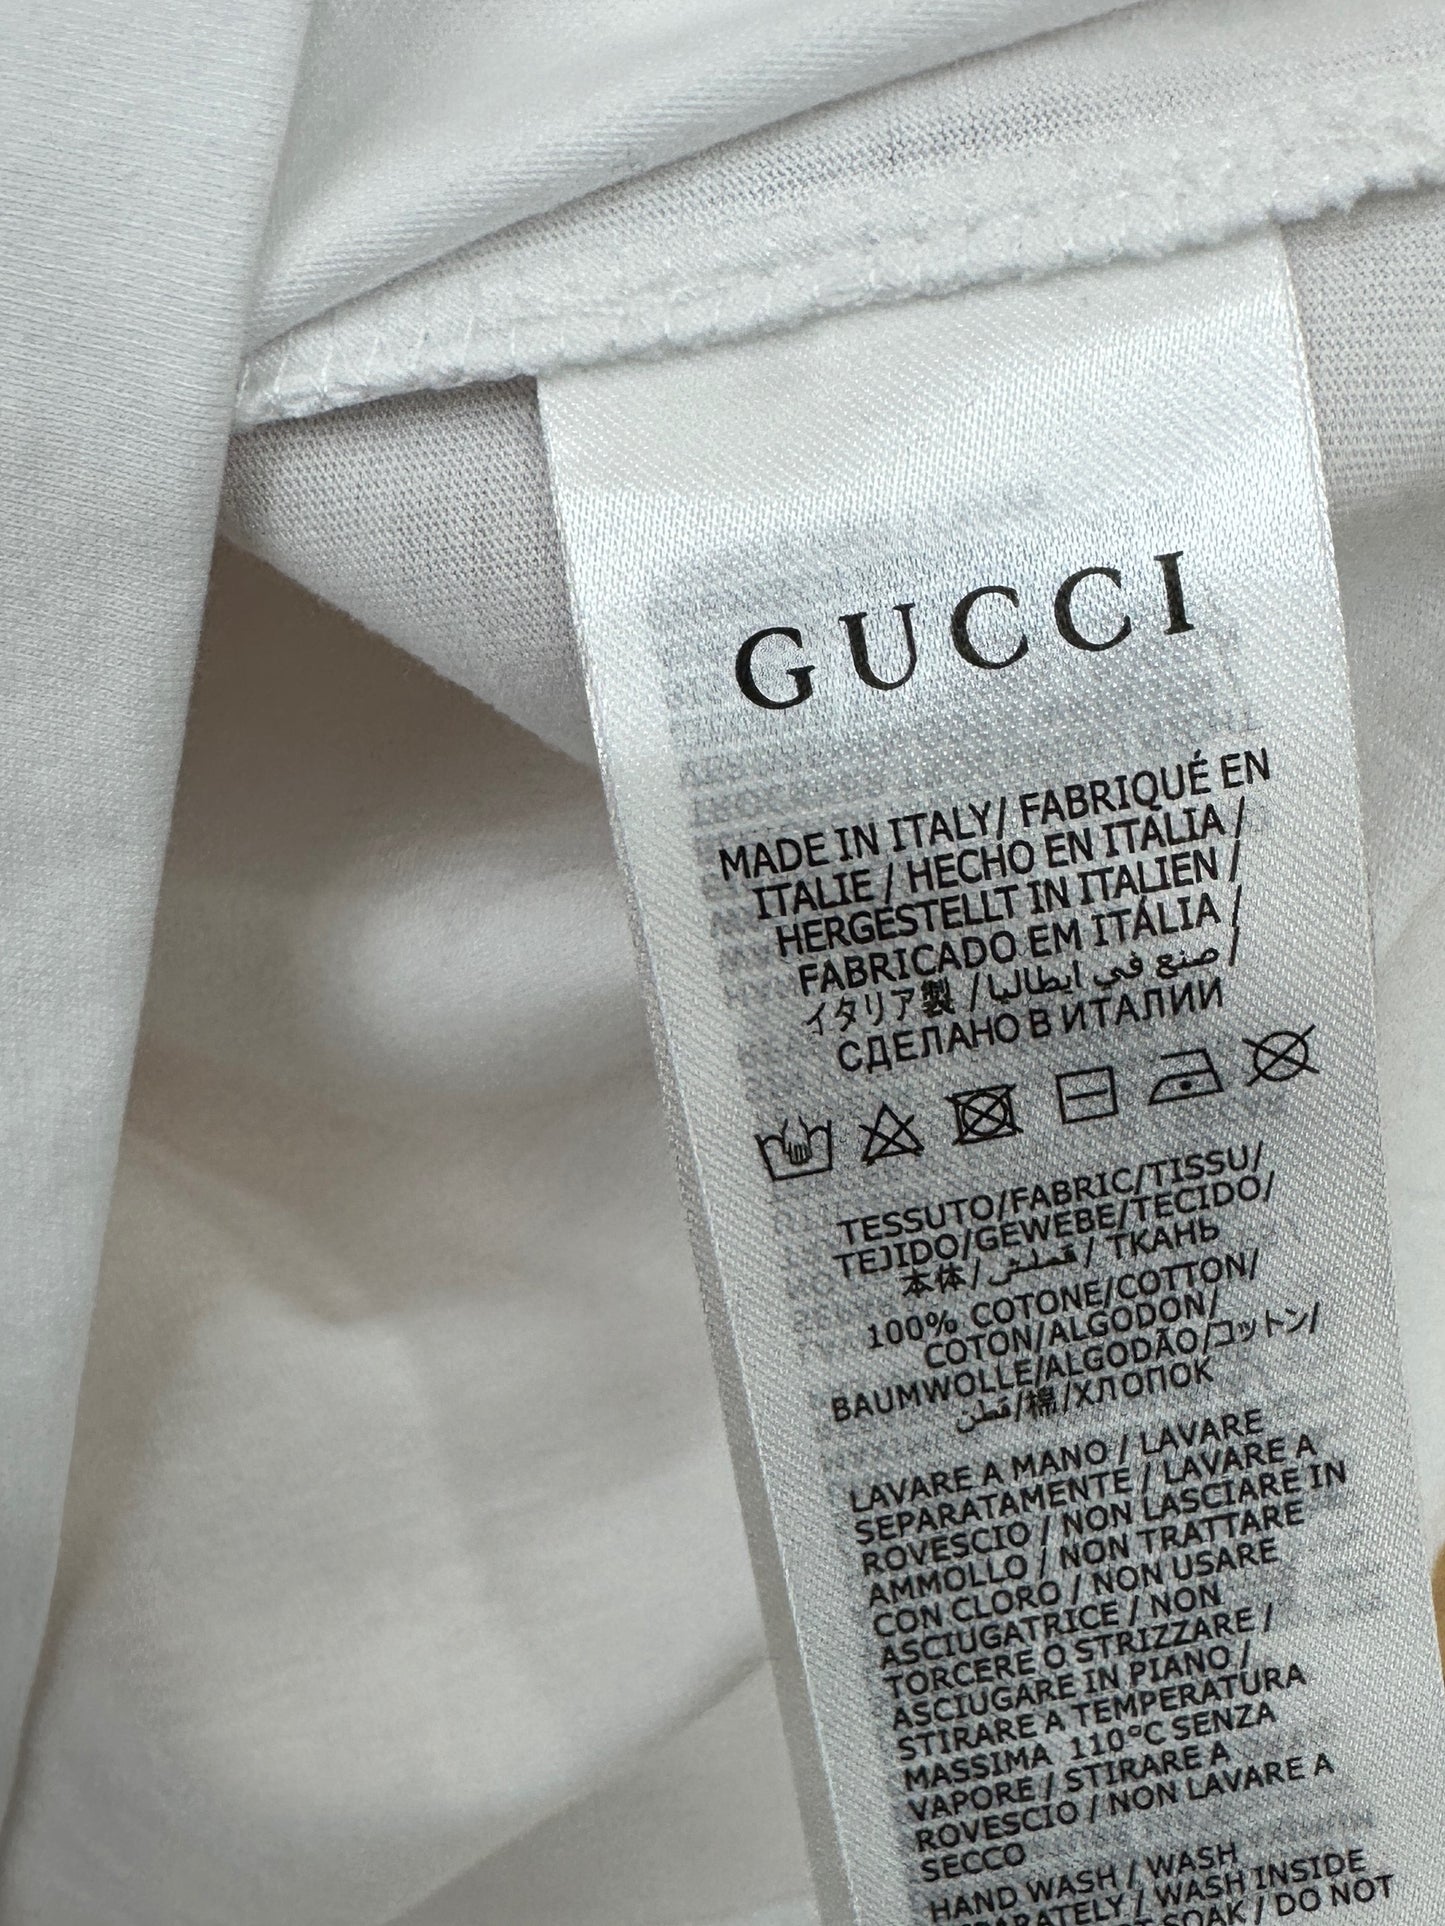 GUCCI
MADE IN ITALY/ FABRIQUÉ EN
ITALIE / HECHO EN ITALIA /
HERGESTELLT IN ITALIEN /
FABRICADO EM ITÁLIA /
イタリア製 / صنع في ايطاليا /
СДЕЛАНО В ИТАЛИИ
TESSUTO/FABRIC/TISSU/
TEJIDO/GEWEBE/TECIDO/
本体/قملش/ ТКАНЬ
100% COTONE/COTTON/
COTON/ALGODON/
BAUMWOLLE/ALGODÃO/コットン/
قطن/棉/ХЛОПОК
LAVARE A MANO / LAVARE
SEPARATAMENTE / LAVARE A
ROVESCIO / NON LASCIARE IN
AMMOLLO / NON TRATTARE
CON CLORO / NON USARE
ASCIUGATRICE / NON
TORCERE O STRIZZARE /
ASCIUGARE IN PIANO /
STIRARE A TEMPERATURA
MASSIMA 110°C SENZA
VAPORE / STIRARE A
ROVESCIO / NON LAVARE A
SECCO
HAND WASH / WASH
SEPARATELY / WASH INSIDE
SOAK / DO NOT